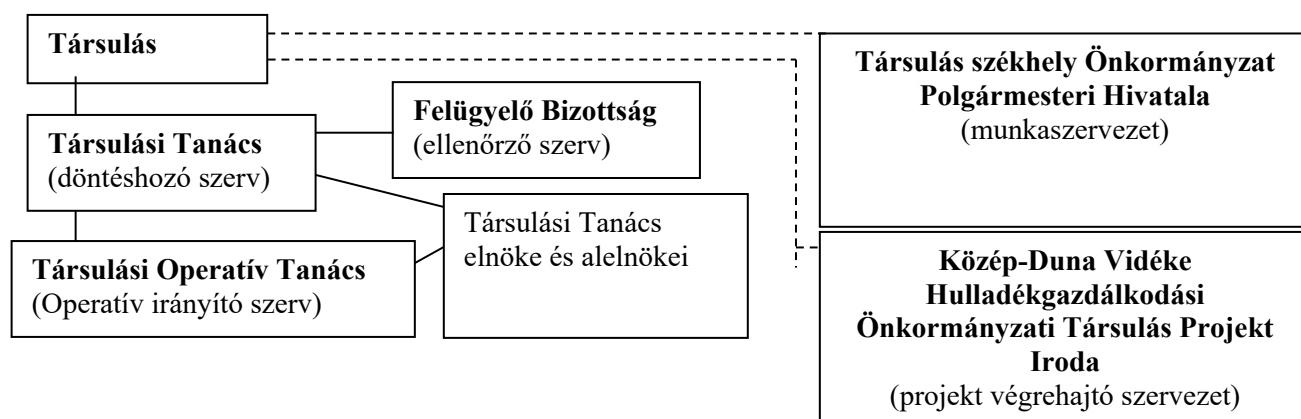 Társulás
Társulási Tanács
(döntéshozó szerv)
Társulási Operatív Tanács
(Operatív irányító szerv)
Felügyelő Bizottság
(ellenőrző szerv)
Társulási Tanács
elnöke és alelnökei
Társulás székhely Önkormányzat
Polgármesteri Hivatala
(munkaszervezet)
Közép-Duna Vidéke
Hulladékgazdálkodási
Önkormányzati Társulás Projekt
Iroda
(projekt végrehajtó szervezet)